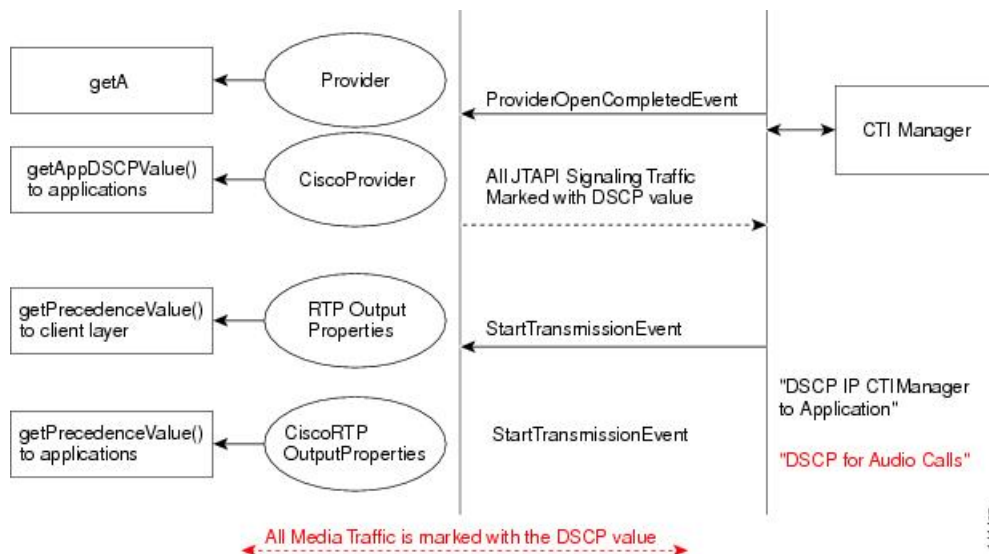 getA
Provider
ProviderOpenCompletedEvent
CTI Manager
getAppDSCPValue()
to applications
CiscoProvider
All JTAPI Signaling Traffic
Marked with DSCP value
getPrecedenceValue()
to client layer
RTP Output
Properties
StartTransmissionEvent
"DSCP IP CTIManager
to Application"
getPrecedenceValue()
to applications
CiscoRTP
OutputProperties
StartTransmissionEvent
"DSCP for Audio Calls"
All Media Traffic is marked with the DSCP value